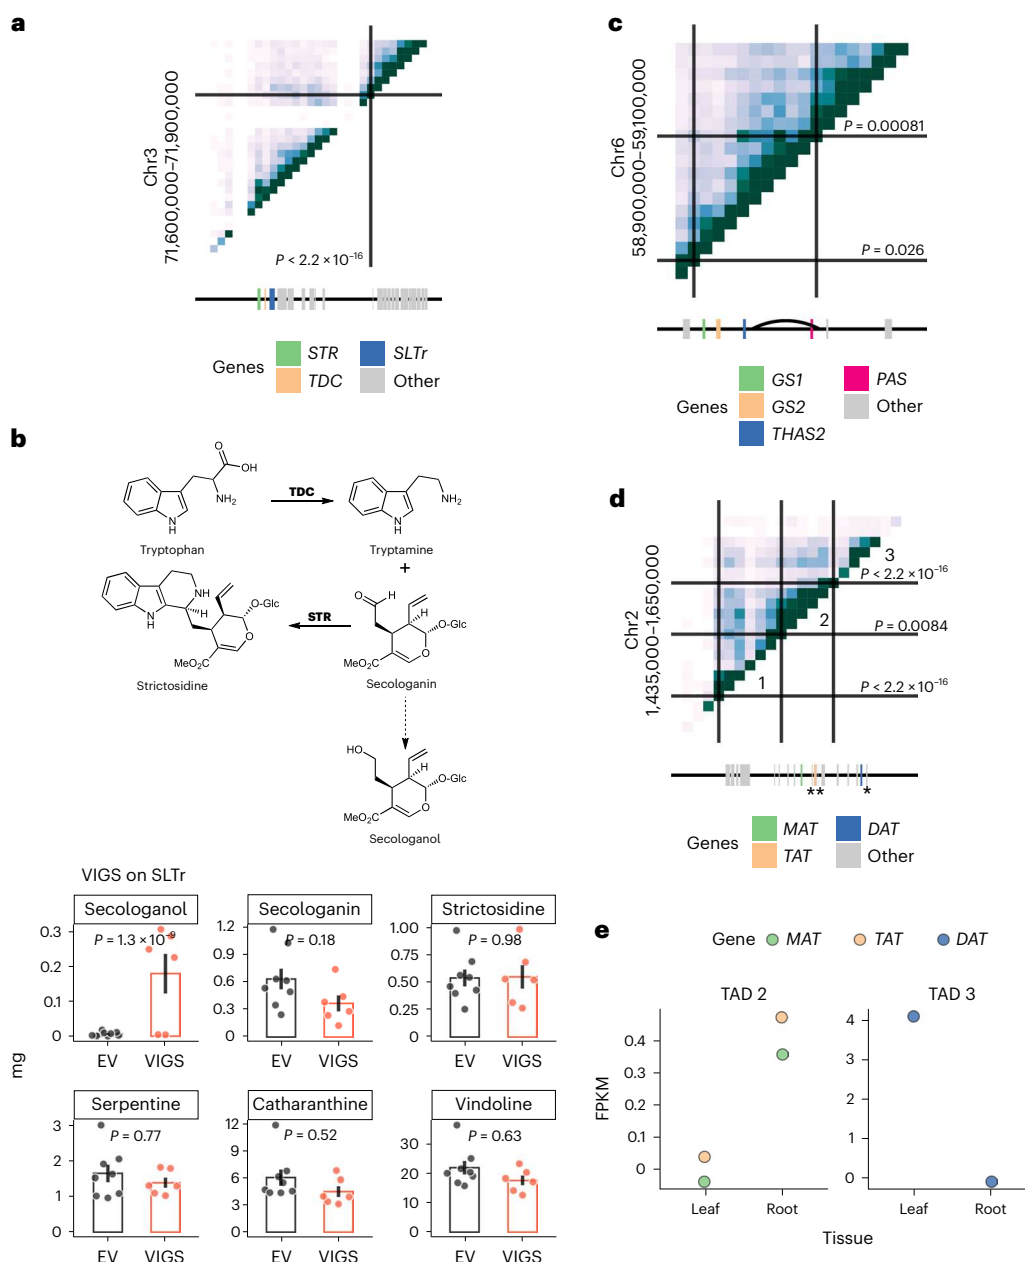 a
Chr3
71,600,000–71,900,000
P < 2.2 × 10⁻¹⁶
Genes
STR
SLTr
TDC
Other
c
Chr6
58,900,000–59,100,000
P = 0.00081
P = 0.026
Genes
GS1
PAS
GS2
Other
THAS2
b
O
OH
NH₂
N
H
Tryptophan
TDC
NH₂
N
H
Tryptamine
+
NH
N
H
H
O-Glc
O
MeO₂C
Strictosidine
STR
O
H
H
O-Glc
O
MeO₂C
Secologanin
HO
H
O-Glc
O
MeO₂C
Secologanol
d
Chr2
1,435,000–1,650,000
3
P < 2.2 × 10⁻¹⁶
2
P = 0.0084
1
P < 2.2 × 10⁻¹⁶
** *
Genes
MAT
DAT
TAT
Other
VIGS on SLTr
mg
Secologanol
P = 1.3 × 10⁻⁹
0.3
0.2
0.1
0
EV VIGS
Secologanin
P = 0.18
1.2
0.9
0.6
0.3
0
EV VIGS
Strictosidine
P = 0.98
1.00
0.75
0.50
0.25
0
EV VIGS
Serpentine
P = 0.77
3
2
1
0
EV VIGS
Catharanthine
P = 0.52
12
9
6
3
0
EV VIGS
Vindoline
P = 0.63
30
20
10
0
EV VIGS
e
Gene MAT TAT DAT
TAD 2
TAD 3
FPKM
0.4
0.3
0.2
0.1
0
Leaf Root
4
3
2
1
0
Leaf Root
Tissue